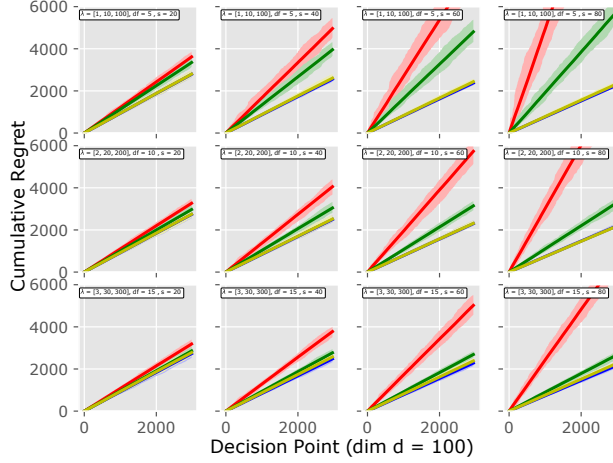 6000
λ = [1, 10, 100], df = 5 , s = 20
λ = [1, 10, 100], df = 5 , s = 40
λ = [1, 10, 100], df = 5 , s = 60
λ = [1, 10, 100], df = 5 , s = 80
4000
2000
0
6000
λ = [2, 20, 200], df = 10 , s = 20
λ = [2, 20, 200], df = 10 , s = 40
λ = [2, 20, 200], df = 10 , s = 60
λ = [2, 20, 200], df = 10 , s = 80
4000
2000
0
6000
λ = [3, 30, 300], df = 15 , s = 20
λ = [3, 30, 300], df = 15 , s = 40
λ = [3, 30, 300], df = 15 , s = 60
λ = [3, 30, 300], df = 15 , s = 80
4000
2000
0
Cumulative Regret
0 2000 0 2000 0 2000 0 2000
Decision Point (dim d = 100)